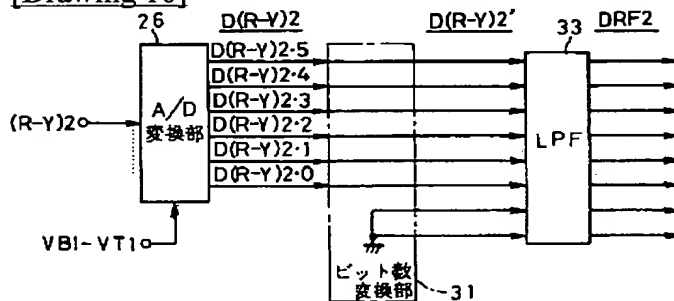 [Drawing 10]
26
D(R-Y)2
D(R-Y)2'
33
DRF2
D(R-Y)2·5
D(R-Y)2·4
D(R-Y)2·3
D(R-Y)2·2
D(R-Y)2·1
D(R-Y)2·0
(R-Y)2
A/D
変換部
LPF
VB1-VT1
ビット数
変換部
31